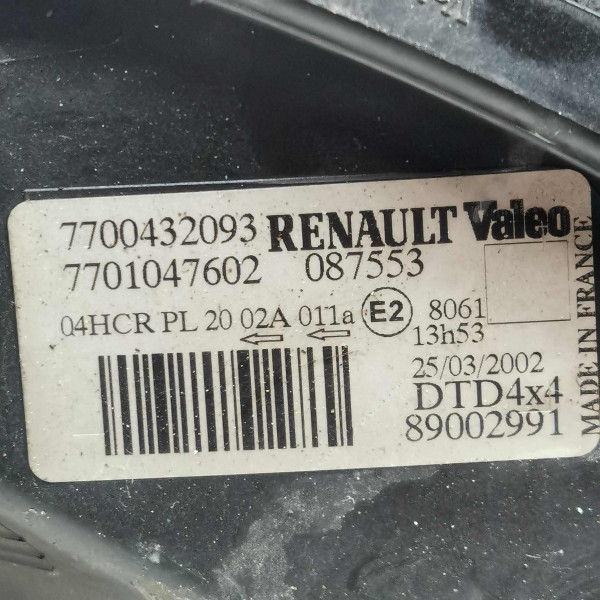 7700432093 RENAULT Valeo
7701047602 087553
04HCR PL 20 02A 011a E2 8061
13h53
25/03/2002
DTD4x4
89002991
MADE IN FRANCE